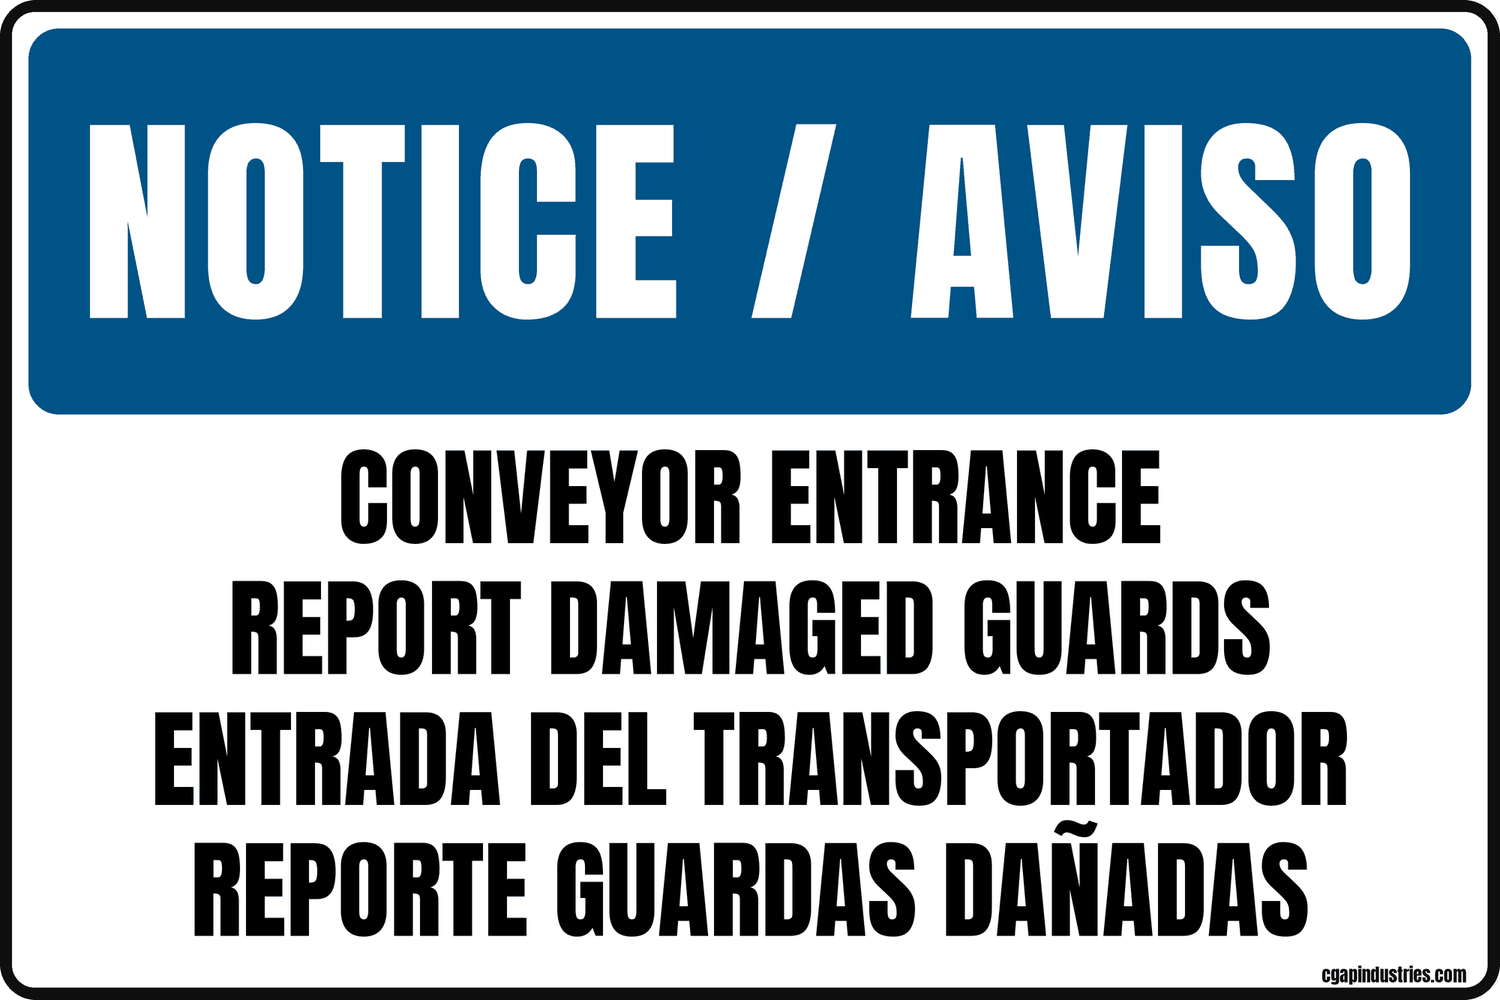 NOTICE / AVISO
CONVEYOR ENTRANCE
REPORT DAMAGED GUARDS
ENTRADA DEL TRANSPORTADOR
REPORTE GUARDAS DAÑADAS
cgapindustries.com